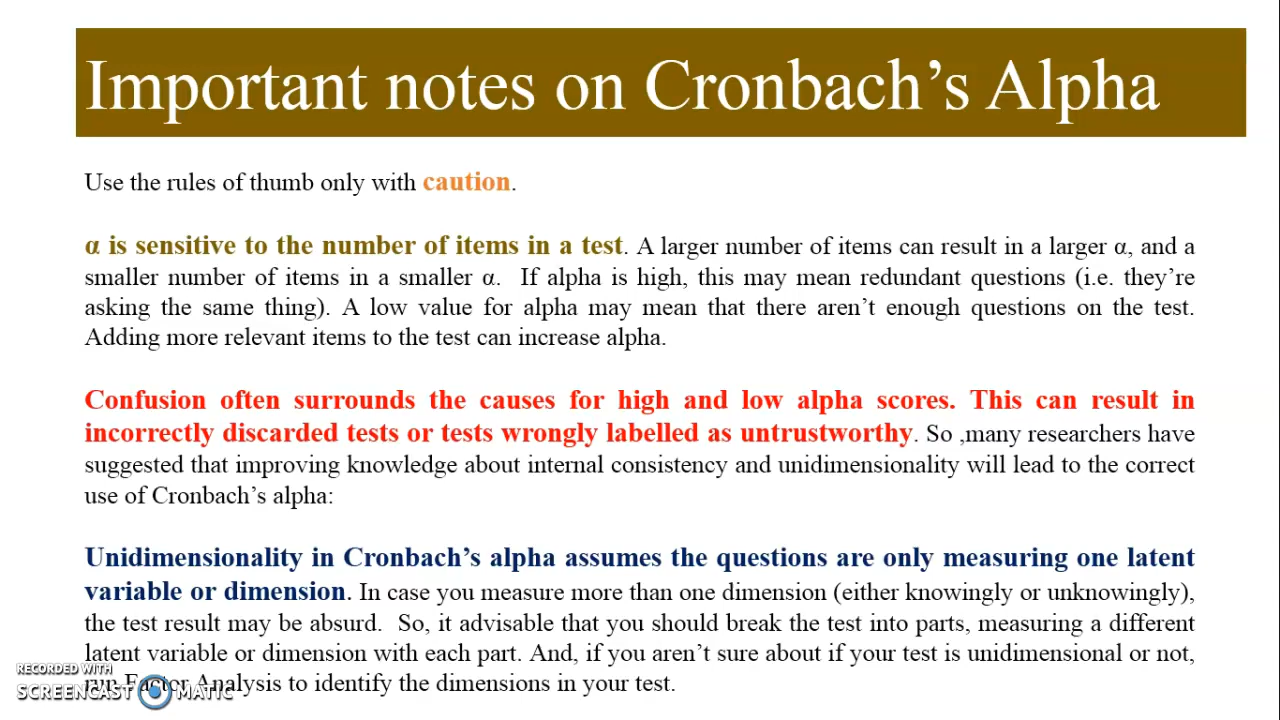 Important notes on Cronbach’s Alpha
Use the rules of thumb only with caution.
α is sensitive to the number of items in a test. A larger number of items can result in a larger α, and a
smaller number of items in a smaller α.  If alpha is high, this may mean redundant questions (i.e. they’re
asking the same thing). A low value for alpha may mean that there aren’t enough questions on the test.
Adding more relevant items to the test can increase alpha.
Confusion often surrounds the causes for high and low alpha scores. This can result in
incorrectly discarded tests or tests wrongly labelled as untrustworthy. So ,many researchers have
suggested that improving knowledge about internal consistency and unidimensionality will lead to the correct
use of Cronbach’s alpha:
Unidimensionality in Cronbach’s alpha assumes the questions are only measuring one latent
variable or dimension. In case you measure more than one dimension (either knowingly or unknowingly),
the test result may be absurd.  So, it advisable that you should break the test into parts, measuring a different
latent variable or dimension with each part. And, if you aren’t sure about if your test is unidimensional or not,
run Factor Analysis to identify the dimensions in your test.
RECORDED WITH
SCREENCAST MATIC